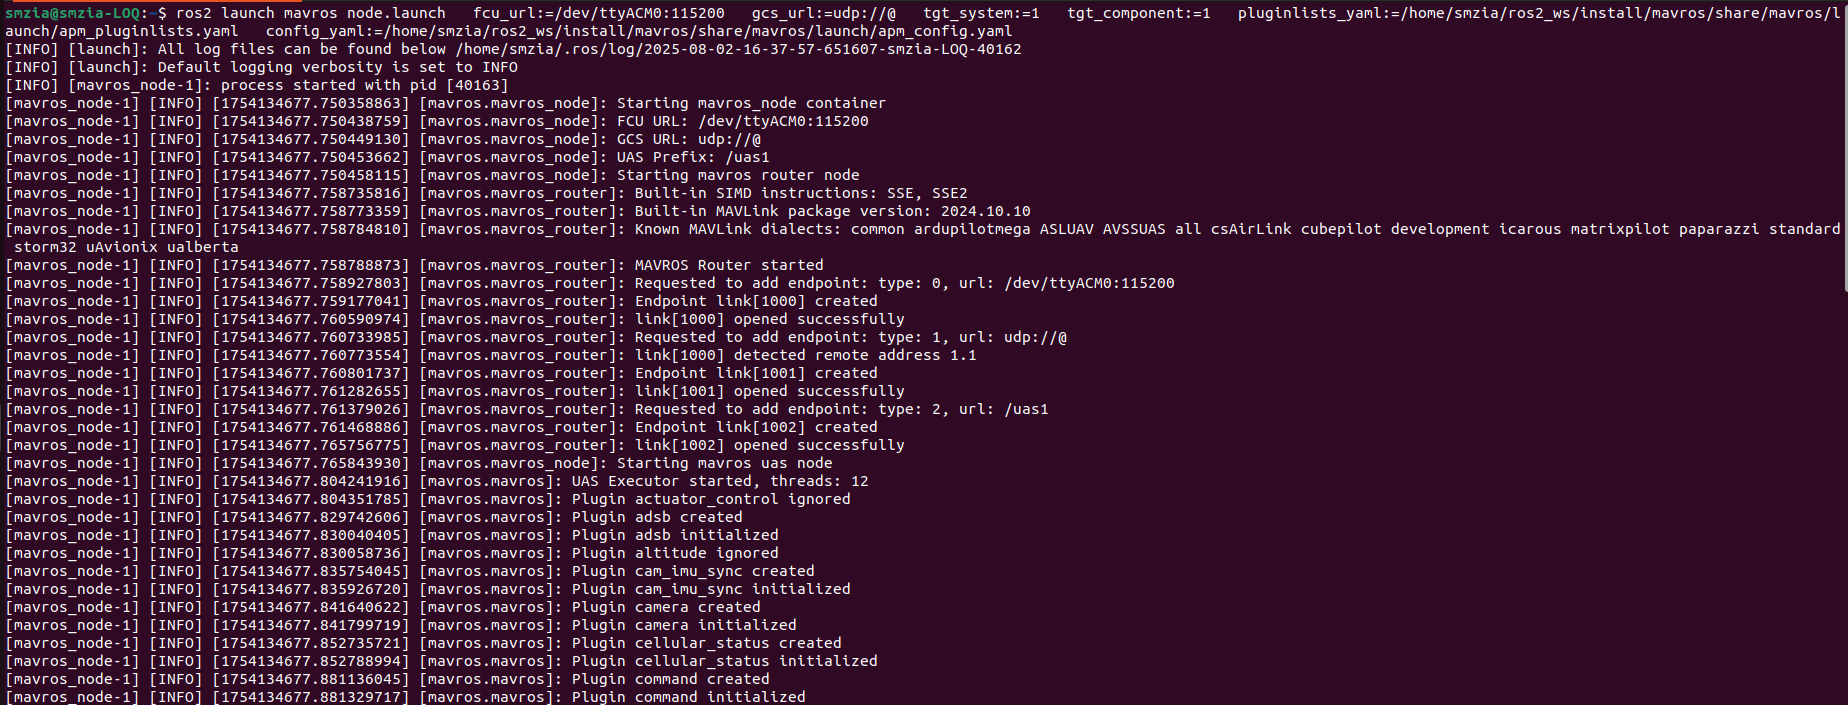 smzia@smzia-LOQ:~$ ros2 launch mavros node.launch   fcu_url:=/dev/ttyACM0:115200   gcs_url:=udp://@   tgt_system:=1   tgt_component:=1   pluginlists_yaml:=/home/smzia/ros2_ws/install/mavros/share/mavros/l
aunch/apm_pluginlists.yaml   config_yaml:=/home/smzia/ros2_ws/install/mavros/share/mavros/launch/apm_config.yaml
[INFO] [launch]: All log files can be found below /home/smzia/.ros/log/2025-08-02-16-37-57-651607-smzia-LOQ-40162
[INFO] [launch]: Default logging verbosity is set to INFO
[INFO] [mavros_node-1]: process started with pid [40163]
[mavros_node-1] [INFO] [1754134677.750358863] [mavros.mavros_node]: Starting mavros_node container
[mavros_node-1] [INFO] [1754134677.750438759] [mavros.mavros_node]: FCU URL: /dev/ttyACM0:115200
[mavros_node-1] [INFO] [1754134677.750449130] [mavros.mavros_node]: GCS URL: udp://@
[mavros_node-1] [INFO] [1754134677.750453662] [mavros.mavros_node]: UAS Prefix: /uas1
[mavros_node-1] [INFO] [1754134677.750458115] [mavros.mavros_node]: Starting mavros router node
[mavros_node-1] [INFO] [1754134677.758735816] [mavros.mavros_router]: Built-in SIMD instructions: SSE, SSE2
[mavros_node-1] [INFO] [1754134677.758773359] [mavros.mavros_router]: Built-in MAVLink package version: 2024.10.10
[mavros_node-1] [INFO] [1754134677.758784810] [mavros.mavros_router]: Known MAVLink dialects: common ardupilotmega ASLUAV AVSSUAS all csAirLink cubepilot development icarous matrixpilot paparazzi standard
 storm32 uAvionix ualberta
[mavros_node-1] [INFO] [1754134677.758788873] [mavros.mavros_router]: MAVROS Router started
[mavros_node-1] [INFO] [1754134677.758927803] [mavros.mavros_router]: Requested to add endpoint: type: 0, url: /dev/ttyACM0:115200
[mavros_node-1] [INFO] [1754134677.759177041] [mavros.mavros_router]: Endpoint link[1000] created
[mavros_node-1] [INFO] [1754134677.760590974] [mavros.mavros_router]: link[1000] opened successfully
[mavros_node-1] [INFO] [1754134677.760733985] [mavros.mavros_router]: Requested to add endpoint: type: 1, url: udp://@
[mavros_node-1] [INFO] [1754134677.760773554] [mavros.mavros_router]: link[1000] detected remote address 1.1
[mavros_node-1] [INFO] [1754134677.760801737] [mavros.mavros_router]: Endpoint link[1001] created
[mavros_node-1] [INFO] [1754134677.761282655] [mavros.mavros_router]: link[1001] opened successfully
[mavros_node-1] [INFO] [1754134677.761379026] [mavros.mavros_router]: Requested to add endpoint: type: 2, url: /uas1
[mavros_node-1] [INFO] [1754134677.761468886] [mavros.mavros_router]: Endpoint link[1002] created
[mavros_node-1] [INFO] [1754134677.765756775] [mavros.mavros_router]: link[1002] opened successfully
[mavros_node-1] [INFO] [1754134677.765843930] [mavros.mavros_node]: Starting mavros uas node
[mavros_node-1] [INFO] [1754134677.804241916] [mavros.mavros]: UAS Executor started, threads: 12
[mavros_node-1] [INFO] [1754134677.804351785] [mavros.mavros]: Plugin actuator_control ignored
[mavros_node-1] [INFO] [1754134677.829742606] [mavros.mavros]: Plugin adsb created
[mavros_node-1] [INFO] [1754134677.830040405] [mavros.mavros]: Plugin adsb initialized
[mavros_node-1] [INFO] [1754134677.830058736] [mavros.mavros]: Plugin altitude ignored
[mavros_node-1] [INFO] [1754134677.835754045] [mavros.mavros]: Plugin cam_imu_sync created
[mavros_node-1] [INFO] [1754134677.835926720] [mavros.mavros]: Plugin cam_imu_sync initialized
[mavros_node-1] [INFO] [1754134677.841640622] [mavros.mavros]: Plugin camera created
[mavros_node-1] [INFO] [1754134677.841799719] [mavros.mavros]: Plugin camera initialized
[mavros_node-1] [INFO] [1754134677.852735721] [mavros.mavros]: Plugin cellular_status created
[mavros_node-1] [INFO] [1754134677.852788994] [mavros.mavros]: Plugin cellular_status initialized
[mavros_node-1] [INFO] [1754134677.881136045] [mavros.mavros]: Plugin command created
[mavros_node-1] [INFO] [1754134677.881329717] [mavros.mavros]: Plugin command initialized